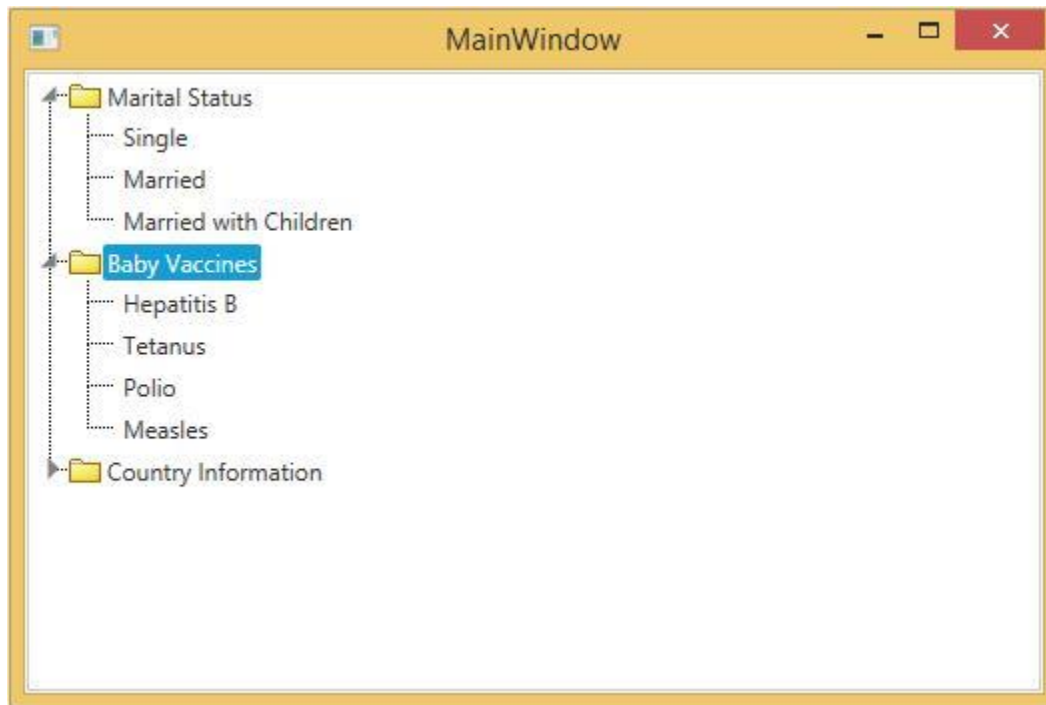 MainWindow
Marital Status
Single
Married
Married with Children
Baby Vaccines
Hepatitis B
Tetanus
Polio
Measles
Country Information